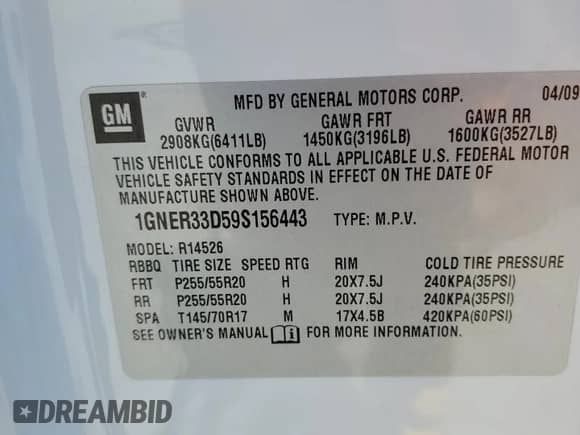 GM
MFD BY GENERAL MOTORS CORP. 04/09
GVWR GAWR FRT GAWR RR
2908KG(6411LB) 1450KG(3196LB) 1600KG(3527LB)
THIS VEHICLE CONFORMS TO ALL APPLICABLE U.S. FEDERAL MOTOR
VEHICLE SAFETY STANDARDS IN EFFECT ON THE DATE OF
MANUFACTURE SHOWN ABOVE.
1GNER33D59S156443 TYPE: M.P.V.
MODEL: R14526
RBBQ TIRE SIZE SPEED RTG RIM COLD TIRE PRESSURE
FRT P255/55R20 H 20X7.5J 240KPA(35PSI)
RR P255/55R20 H 20X7.5J 240KPA(35PSI)
SPA T145/70R17 M 17X4.5B 420KPA(60PSI)
SEE OWNER'S MANUAL FOR MORE INFORMATION.
DREAMBID